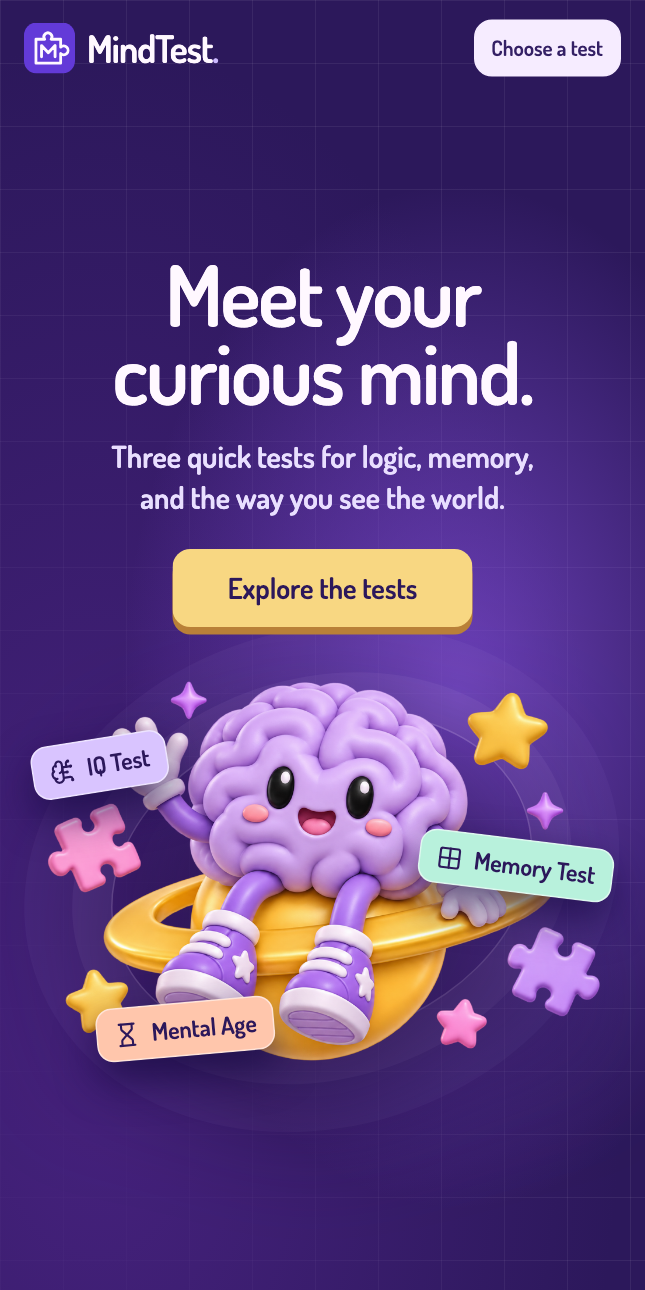 MindTest.
Choose a test
Meet your
curious mind.
Three quick tests for logic, memory,
and the way you see the world.
Explore the tests
IQ Test
Memory Test
Mental Age